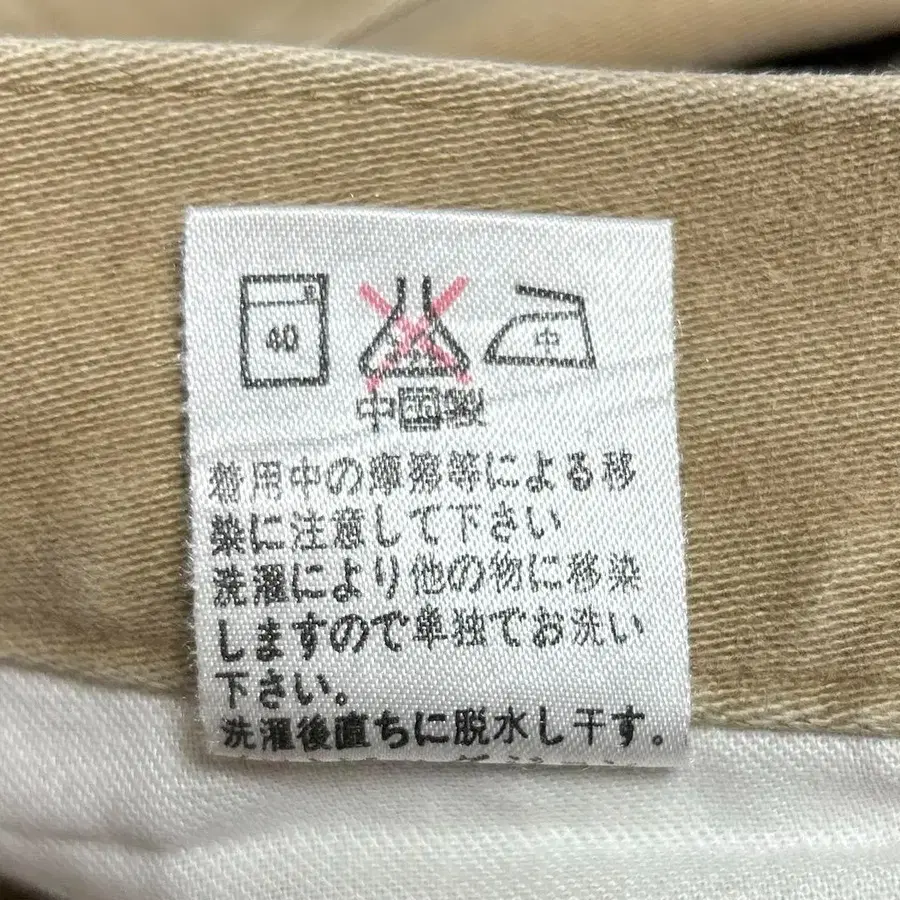 40
中
中国製
着用中の摩擦等による移
染に注意して下さい
洗濯により他の物に移染
しますので単独でお洗い
下さい。
洗濯後直ちに脱水し干す。